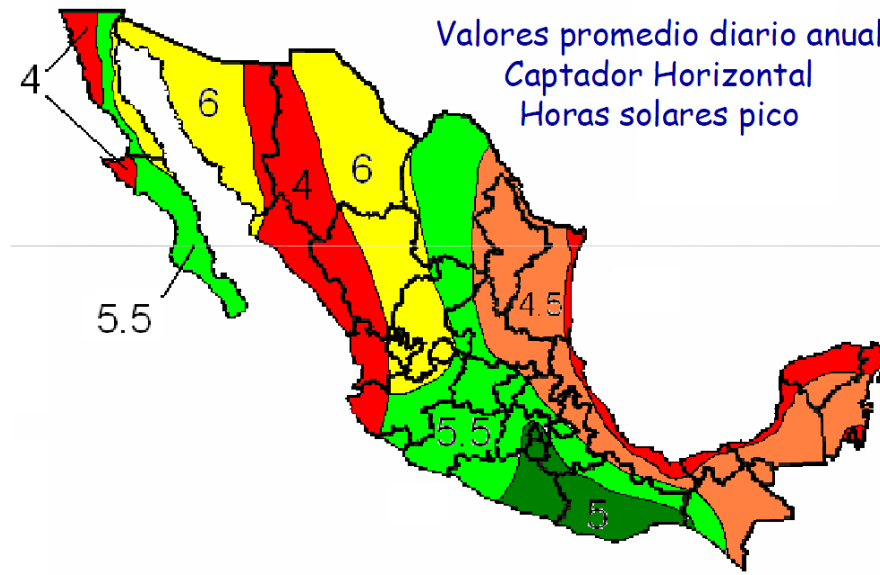 Valores promedio diario anual
Captador Horizontal
Horas solares pico
4
6
6
4
5.5
4.5
5.5
5